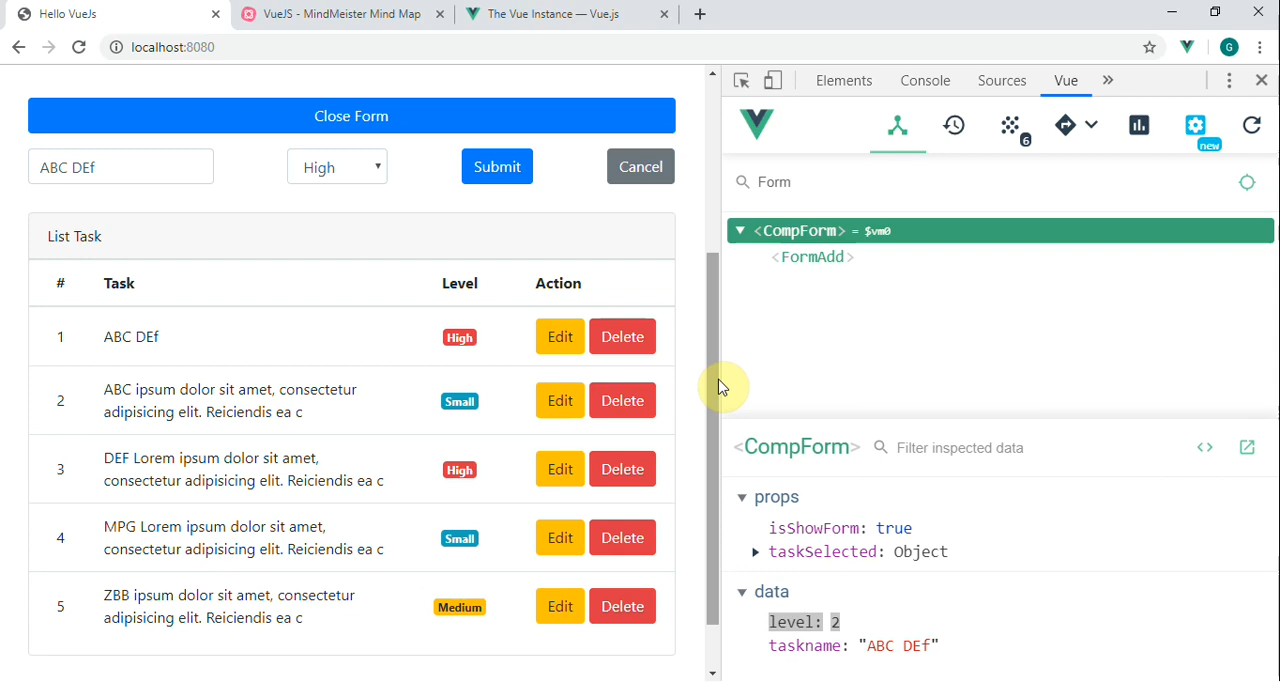 Hello VueJs
VueJS - MindMeister Mind Map
The Vue Instance — Vue.js
localhost:8080
G
Close Form
ABC DEf
High
Submit
Cancel
List Task
# Task Level Action
1 ABC DEf High Edit Delete
2 ABC ipsum dolor sit amet, consectetur
adipisicing elit. Reiciendis ea c Small Edit Delete
3 DEF Lorem ipsum dolor sit amet,
consectetur adipisicing elit. Reiciendis ea c High Edit Delete
4 MPG Lorem ipsum dolor sit amet,
consectetur adipisicing elit. Reiciendis ea c Small Edit Delete
5 ZBB ipsum dolor sit amet, consectetur
adipisicing elit. Reiciendis ea c Medium Edit Delete
Elements Console Sources Vue »
6
new
Form
<CompForm> = $vm0
<FormAdd>
<CompForm> Filter inspected data
props
isShowForm: true
taskSelected: Object
data
level: 2
taskname: "ABC DEf"